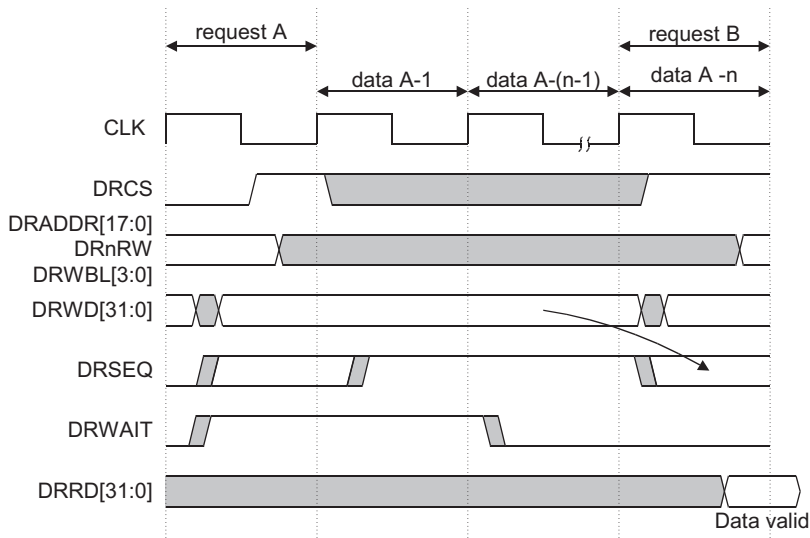 request A
request B
data A-1
data A-(n-1)
data A -n
CLK
DRCS
DRADDR[17:0]
DRnRW
DRWBL[3:0]
DRWD[31:0]
DRSEQ
DRWAIT
DRRD[31:0]
Data valid